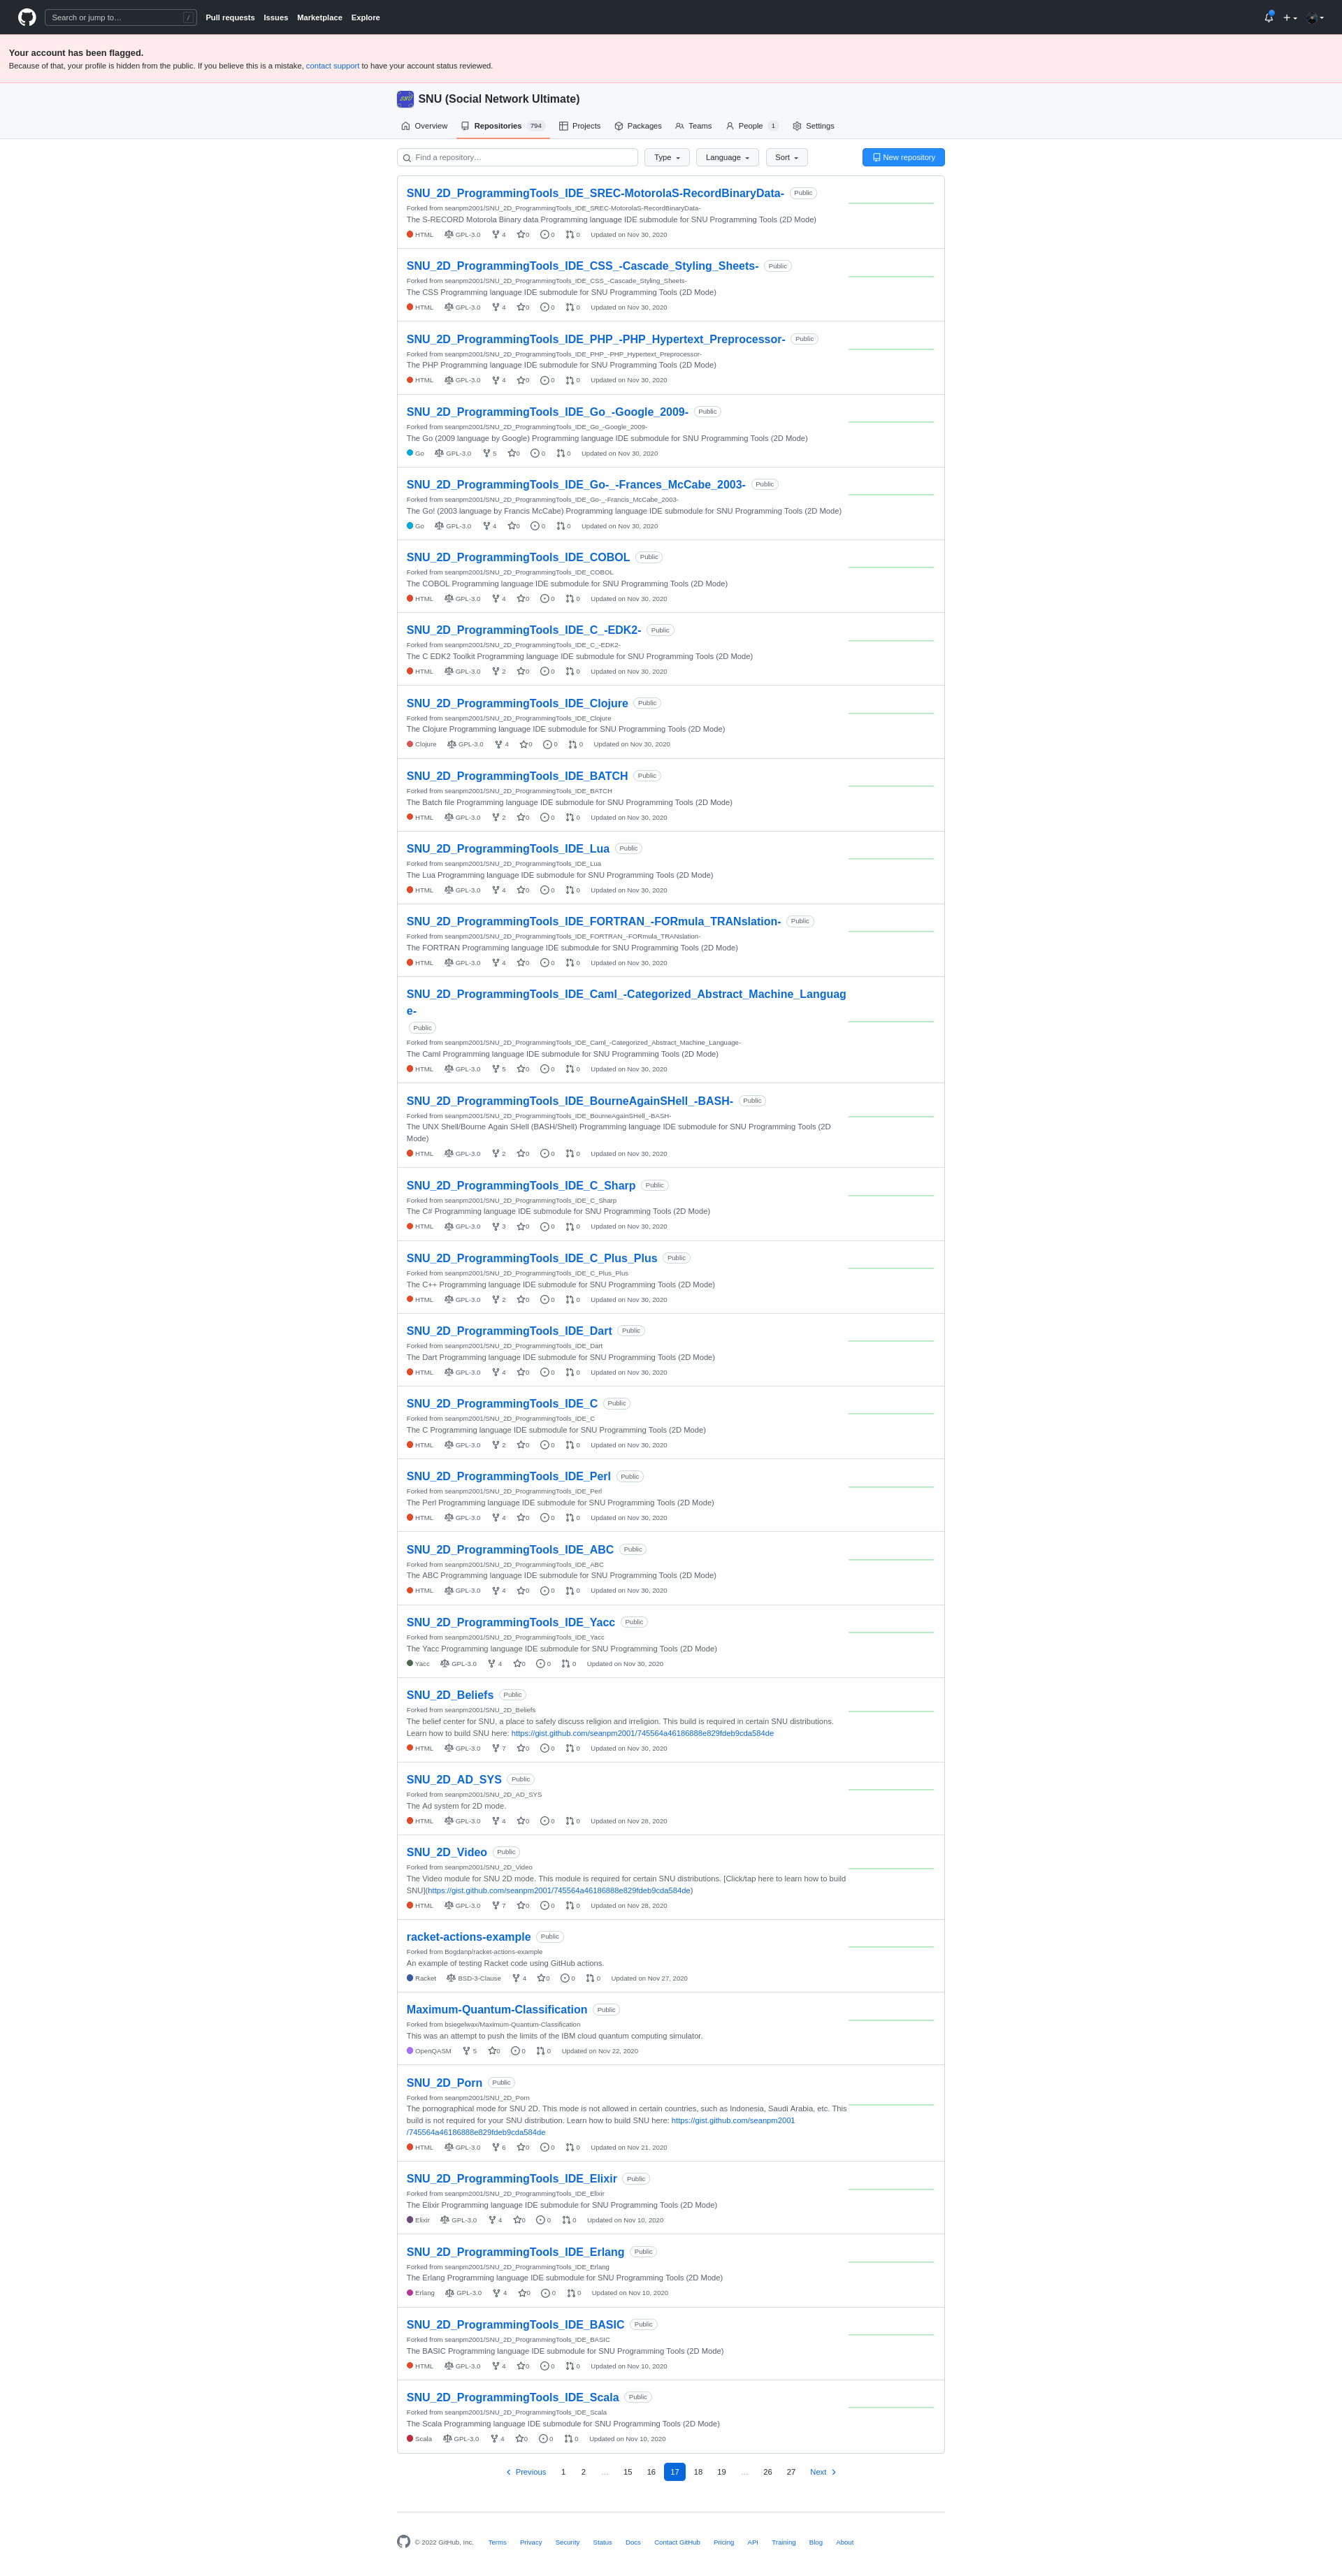 Search or jump to… /
Pull requests Issues Marketplace Explore
Your account has been flagged.
Because of that, your profile is hidden from the public. If you believe this is a mistake, contact support to have your account status reviewed.
SNU (Social Network Ultimate)
Overview Repositories 794 Projects Packages Teams People 1 Settings
Find a repository… Type Language Sort New repository
SNU_2D_ProgrammingTools_IDE_SREC-MotorolaS-RecordBinaryData- Public
Forked from seanpm2001/SNU_2D_ProgrammingTools_IDE_SREC-MotorolaS-RecordBinaryData-
The S-RECORD Motorola Binary data Programming language IDE submodule for SNU Programming Tools (2D Mode)
HTML GPL-3.0 4 0 0 0 Updated on Nov 30, 2020
SNU_2D_ProgrammingTools_IDE_CSS_-Cascade_Styling_Sheets- Public
Forked from seanpm2001/SNU_2D_ProgrammingTools_IDE_CSS_-Cascade_Styling_Sheets-
The CSS Programming language IDE submodule for SNU Programming Tools (2D Mode)
HTML GPL-3.0 4 0 0 0 Updated on Nov 30, 2020
SNU_2D_ProgrammingTools_IDE_PHP_-PHP_Hypertext_Preprocessor- Public
Forked from seanpm2001/SNU_2D_ProgrammingTools_IDE_PHP_-PHP_Hypertext_Preprocessor-
The PHP Programming language IDE submodule for SNU Programming Tools (2D Mode)
HTML GPL-3.0 4 0 0 0 Updated on Nov 30, 2020
SNU_2D_ProgrammingTools_IDE_Go_-Google_2009- Public
Forked from seanpm2001/SNU_2D_ProgrammingTools_IDE_Go_-Google_2009-
The Go (2009 language by Google) Programming language IDE submodule for SNU Programming Tools (2D Mode)
Go GPL-3.0 5 0 0 0 Updated on Nov 30, 2020
SNU_2D_ProgrammingTools_IDE_Go-_-Frances_McCabe_2003- Public
Forked from seanpm2001/SNU_2D_ProgrammingTools_IDE_Go-_-Francis_McCabe_2003-
The Go! (2003 language by Francis McCabe) Programming language IDE submodule for SNU Programming Tools (2D Mode)
Go GPL-3.0 4 0 0 0 Updated on Nov 30, 2020
SNU_2D_ProgrammingTools_IDE_COBOL Public
Forked from seanpm2001/SNU_2D_ProgrammingTools_IDE_COBOL
The COBOL Programming language IDE submodule for SNU Programming Tools (2D Mode)
HTML GPL-3.0 4 0 0 0 Updated on Nov 30, 2020
SNU_2D_ProgrammingTools_IDE_C_-EDK2- Public
Forked from seanpm2001/SNU_2D_ProgrammingTools_IDE_C_-EDK2-
The C EDK2 Toolkit Programming language IDE submodule for SNU Programming Tools (2D Mode)
HTML GPL-3.0 2 0 0 0 Updated on Nov 30, 2020
SNU_2D_ProgrammingTools_IDE_Clojure Public
Forked from seanpm2001/SNU_2D_ProgrammingTools_IDE_Clojure
The Clojure Programming language IDE submodule for SNU Programming Tools (2D Mode)
Clojure GPL-3.0 4 0 0 0 Updated on Nov 30, 2020
SNU_2D_ProgrammingTools_IDE_BATCH Public
Forked from seanpm2001/SNU_2D_ProgrammingTools_IDE_BATCH
The Batch file Programming language IDE submodule for SNU Programming Tools (2D Mode)
HTML GPL-3.0 2 0 0 0 Updated on Nov 30, 2020
SNU_2D_ProgrammingTools_IDE_Lua Public
Forked from seanpm2001/SNU_2D_ProgrammingTools_IDE_Lua
The Lua Programming language IDE submodule for SNU Programming Tools (2D Mode)
HTML GPL-3.0 4 0 0 0 Updated on Nov 30, 2020
SNU_2D_ProgrammingTools_IDE_FORTRAN_-FORmula_TRANslation- Public
Forked from seanpm2001/SNU_2D_ProgrammingTools_IDE_FORTRAN_-FORmula_TRANslation-
The FORTRAN Programming language IDE submodule for SNU Programming Tools (2D Mode)
HTML GPL-3.0 4 0 0 0 Updated on Nov 30, 2020
SNU_2D_ProgrammingTools_IDE_Caml_-Categorized_Abstract_Machine_Languag
e-
Public
Forked from seanpm2001/SNU_2D_ProgrammingTools_IDE_Caml_-Categorized_Abstract_Machine_Language-
The Caml Programming language IDE submodule for SNU Programming Tools (2D Mode)
HTML GPL-3.0 5 0 0 0 Updated on Nov 30, 2020
SNU_2D_ProgrammingTools_IDE_BourneAgainSHell_-BASH- Public
Forked from seanpm2001/SNU_2D_ProgrammingTools_IDE_BourneAgainSHell_-BASH-
The UNX Shell/Bourne Again SHell (BASH/Shell) Programming language IDE submodule for SNU Programming Tools (2D
Mode)
HTML GPL-3.0 2 0 0 0 Updated on Nov 30, 2020
SNU_2D_ProgrammingTools_IDE_C_Sharp Public
Forked from seanpm2001/SNU_2D_ProgrammingTools_IDE_C_Sharp
The C# Programming language IDE submodule for SNU Programming Tools (2D Mode)
HTML GPL-3.0 3 0 0 0 Updated on Nov 30, 2020
SNU_2D_ProgrammingTools_IDE_C_Plus_Plus Public
Forked from seanpm2001/SNU_2D_ProgrammingTools_IDE_C_Plus_Plus
The C++ Programming language IDE submodule for SNU Programming Tools (2D Mode)
HTML GPL-3.0 2 0 0 0 Updated on Nov 30, 2020
SNU_2D_ProgrammingTools_IDE_Dart Public
Forked from seanpm2001/SNU_2D_ProgrammingTools_IDE_Dart
The Dart Programming language IDE submodule for SNU Programming Tools (2D Mode)
HTML GPL-3.0 4 0 0 0 Updated on Nov 30, 2020
SNU_2D_ProgrammingTools_IDE_C Public
Forked from seanpm2001/SNU_2D_ProgrammingTools_IDE_C
The C Programming language IDE submodule for SNU Programming Tools (2D Mode)
HTML GPL-3.0 2 0 0 0 Updated on Nov 30, 2020
SNU_2D_ProgrammingTools_IDE_Perl Public
Forked from seanpm2001/SNU_2D_ProgrammingTools_IDE_Perl
The Perl Programming language IDE submodule for SNU Programming Tools (2D Mode)
HTML GPL-3.0 4 0 0 0 Updated on Nov 30, 2020
SNU_2D_ProgrammingTools_IDE_ABC Public
Forked from seanpm2001/SNU_2D_ProgrammingTools_IDE_ABC
The ABC Programming language IDE submodule for SNU Programming Tools (2D Mode)
HTML GPL-3.0 4 0 0 0 Updated on Nov 30, 2020
SNU_2D_ProgrammingTools_IDE_Yacc Public
Forked from seanpm2001/SNU_2D_ProgrammingTools_IDE_Yacc
The Yacc Programming language IDE submodule for SNU Programming Tools (2D Mode)
Yacc GPL-3.0 4 0 0 0 Updated on Nov 30, 2020
SNU_2D_Beliefs Public
Forked from seanpm2001/SNU_2D_Beliefs
The belief center for SNU, a place to safely discuss religion and irreligion. This build is required in certain SNU distributions.
Learn how to build SNU here: https://gist.github.com/seanpm2001/745564a46186888e829fdeb9cda584de
HTML GPL-3.0 7 0 0 0 Updated on Nov 30, 2020
SNU_2D_AD_SYS Public
Forked from seanpm2001/SNU_2D_AD_SYS
The Ad system for 2D mode.
HTML GPL-3.0 4 0 0 0 Updated on Nov 28, 2020
SNU_2D_Video Public
Forked from seanpm2001/SNU_2D_Video
The Video module for SNU 2D mode. This module is required for certain SNU distributions. [Click/tap here to learn how to build
SNU](https://gist.github.com/seanpm2001/745564a46186888e829fdeb9cda584de)
HTML GPL-3.0 7 0 0 0 Updated on Nov 28, 2020
racket-actions-example Public
Forked from Bogdanp/racket-actions-example
An example of testing Racket code using GitHub actions.
Racket BSD-3-Clause 4 0 0 0 Updated on Nov 27, 2020
Maximum-Quantum-Classification Public
Forked from bsiegelwax/Maximum-Quantum-Classification
This was an attempt to push the limits of the IBM cloud quantum computing simulator.
OpenQASM 5 0 0 0 Updated on Nov 22, 2020
SNU_2D_Porn Public
Forked from seanpm2001/SNU_2D_Porn
The pornographical mode for SNU 2D. This mode is not allowed in certain countries, such as Indonesia, Saudi Arabia, etc. This
build is not required for your SNU distribution. Learn how to build SNU here: https://gist.github.com/seanpm2001
/745564a46186888e829fdeb9cda584de
HTML GPL-3.0 6 0 0 0 Updated on Nov 21, 2020
SNU_2D_ProgrammingTools_IDE_Elixir Public
Forked from seanpm2001/SNU_2D_ProgrammingTools_IDE_Elixir
The Elixir Programming language IDE submodule for SNU Programming Tools (2D Mode)
Elixir GPL-3.0 4 0 0 0 Updated on Nov 10, 2020
SNU_2D_ProgrammingTools_IDE_Erlang Public
Forked from seanpm2001/SNU_2D_ProgrammingTools_IDE_Erlang
The Erlang Programming language IDE submodule for SNU Programming Tools (2D Mode)
Erlang GPL-3.0 4 0 0 0 Updated on Nov 10, 2020
SNU_2D_ProgrammingTools_IDE_BASIC Public
Forked from seanpm2001/SNU_2D_ProgrammingTools_IDE_BASIC
The BASIC Programming language IDE submodule for SNU Programming Tools (2D Mode)
HTML GPL-3.0 4 0 0 0 Updated on Nov 10, 2020
SNU_2D_ProgrammingTools_IDE_Scala Public
Forked from seanpm2001/SNU_2D_ProgrammingTools_IDE_Scala
The Scala Programming language IDE submodule for SNU Programming Tools (2D Mode)
Scala GPL-3.0 4 0 0 0 Updated on Nov 10, 2020
Previous 1 2 … 15 16 17 18 19 … 26 27 Next
© 2022 GitHub, Inc. Terms Privacy Security Status Docs Contact GitHub Pricing API Training Blog About